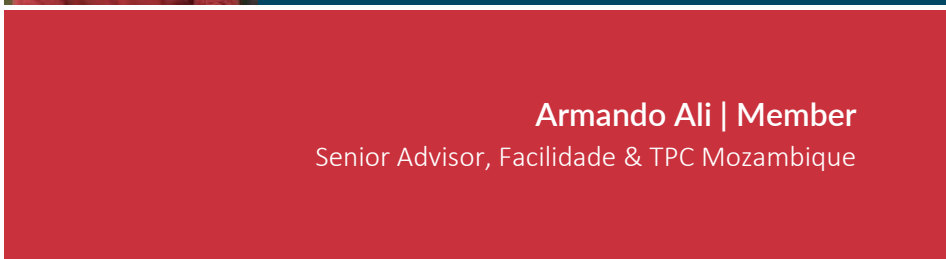 Armando Ali | Member
Senior Advisor, Facilidade & TPC Mozambique